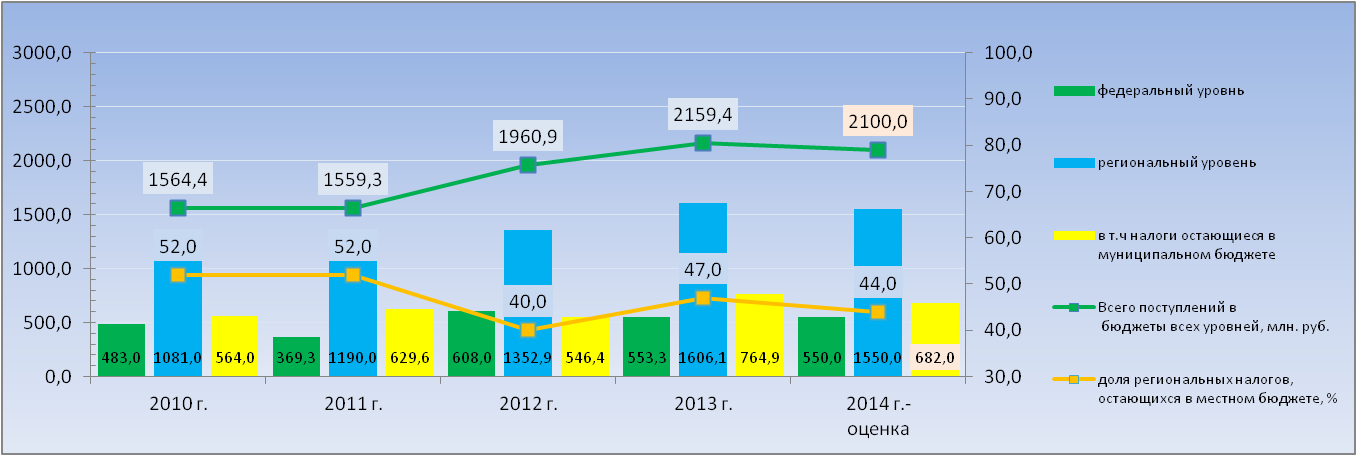 3000,0
2500,0
2000,0
1500,0
1000,0
500,0
0,0
100,0
90,0
80,0
70,0
60,0
50,0
40,0
30,0
1564,4
1559,3
1960,9
2159,4
2100,0
52,0
52,0
40,0
47,0
44,0
483,0 1081,0 564,0 369,3 1190,0 629,6 608,0 1352,9 546,4 553,3 1606,1 764,9 550,0 1550,0 682,0
2010 г.
2011 г.
2012 г.
2013 г.
2014 г.-
оценка
федеральный уровнь
региональный уровень
в т.ч налоги остающиеся в
муниципальном бюджете
Всего поступлений в
бюджеты всех уровней, млн. руб.
доля региональных налогов,
остающихся в местном бюджете, %